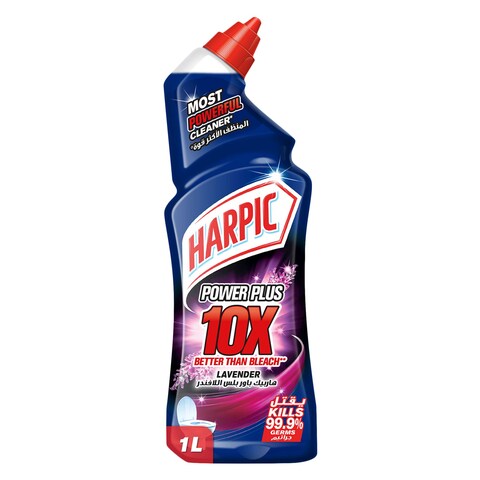 MOST
POWERFUL
CLEANER*
المنظف الأكثر قوة*
HARPIC
POWER PLUS
10X
BETTER THAN BLEACH**
LAVENDER
هاربيك باور بلس اللافندر
يقتل
KILLS
99.9%
GERMS
جراثيم
1L